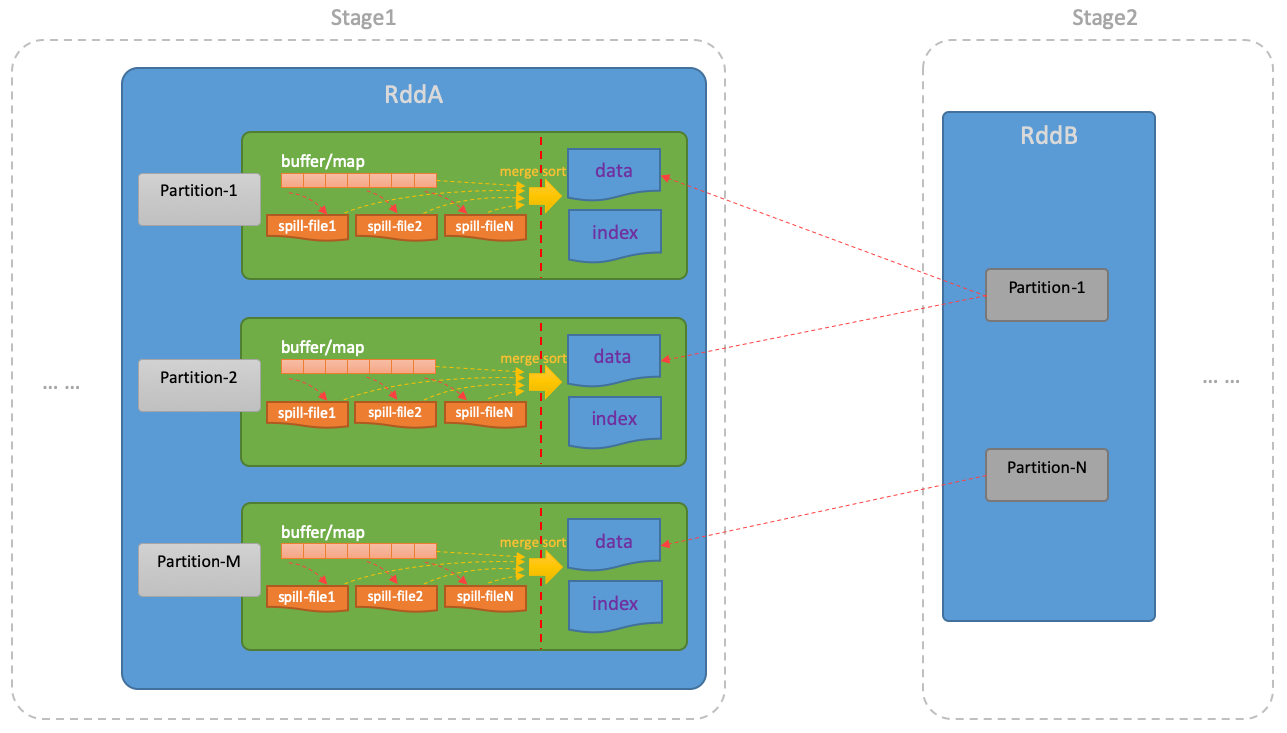 Stage1
Stage2
RddA
RddB
buffer/map
merge sort
data
Partition-1
spill-file1
spill-file2
spill-fileN
index
Partition-1
buffer/map
merge sort
data
Partition-2
... ...
... ...
spill-file1
spill-file2
spill-fileN
index
Partition-N
buffer/map
merge sort
data
Partition-M
spill-file1
spill-file2
spill-fileN
index